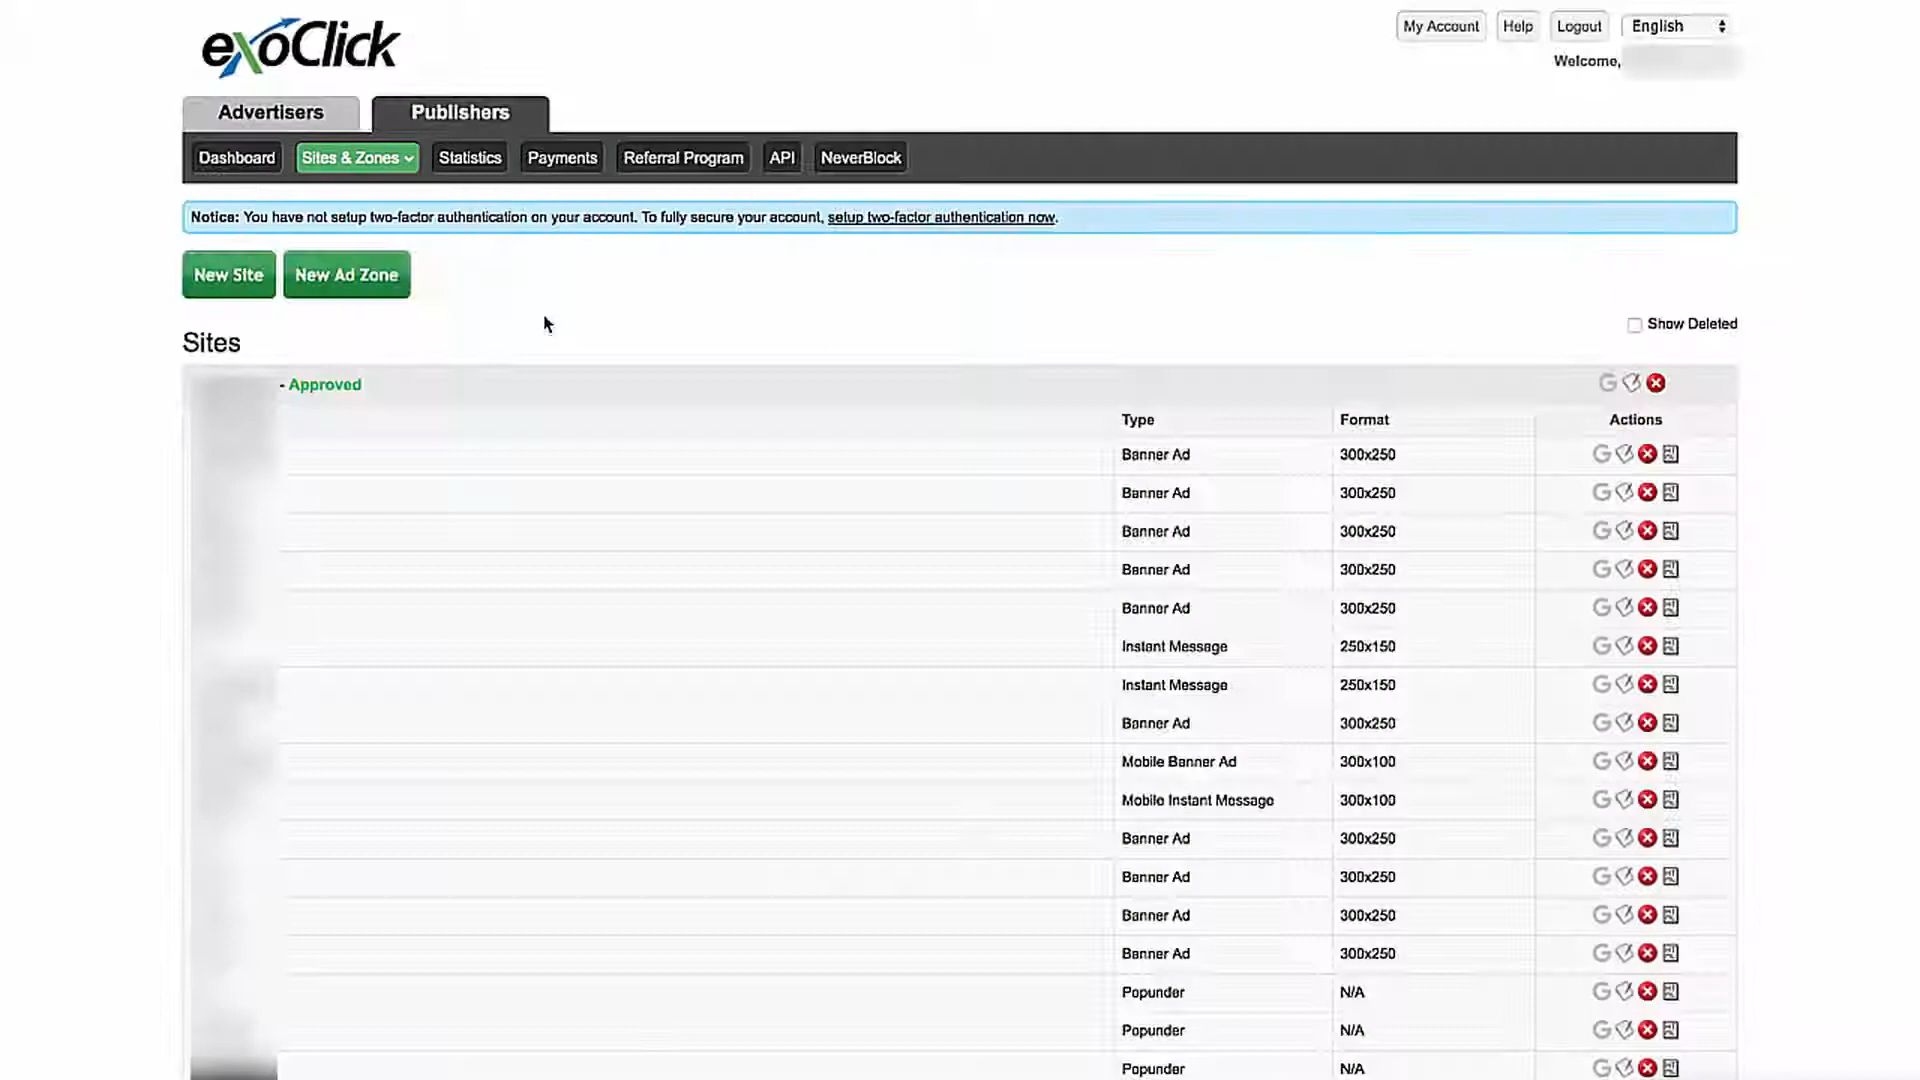 exoClick
My Account Help Logout English
Welcome,
Advertisers Publishers
Dashboard Sites & Zones Statistics Payments Referral Program API NeverBlock
Notice: You have not setup two-factor authentication on your account. To fully secure your account, setup two-factor authentication now.
New Site New Ad Zone
Show Deleted
Sites
- Approved
Type Format Actions
Banner Ad 300x250
Banner Ad 300x250
Banner Ad 300x250
Banner Ad 300x250
Banner Ad 300x250
Instant Message 250x150
Instant Message 250x150
Banner Ad 300x250
Mobile Banner Ad 300x100
Mobile Instant Message 300x100
Banner Ad 300x250
Banner Ad 300x250
Banner Ad 300x250
Banner Ad 300x250
Popunder N/A
Popunder N/A
Popunder N/A